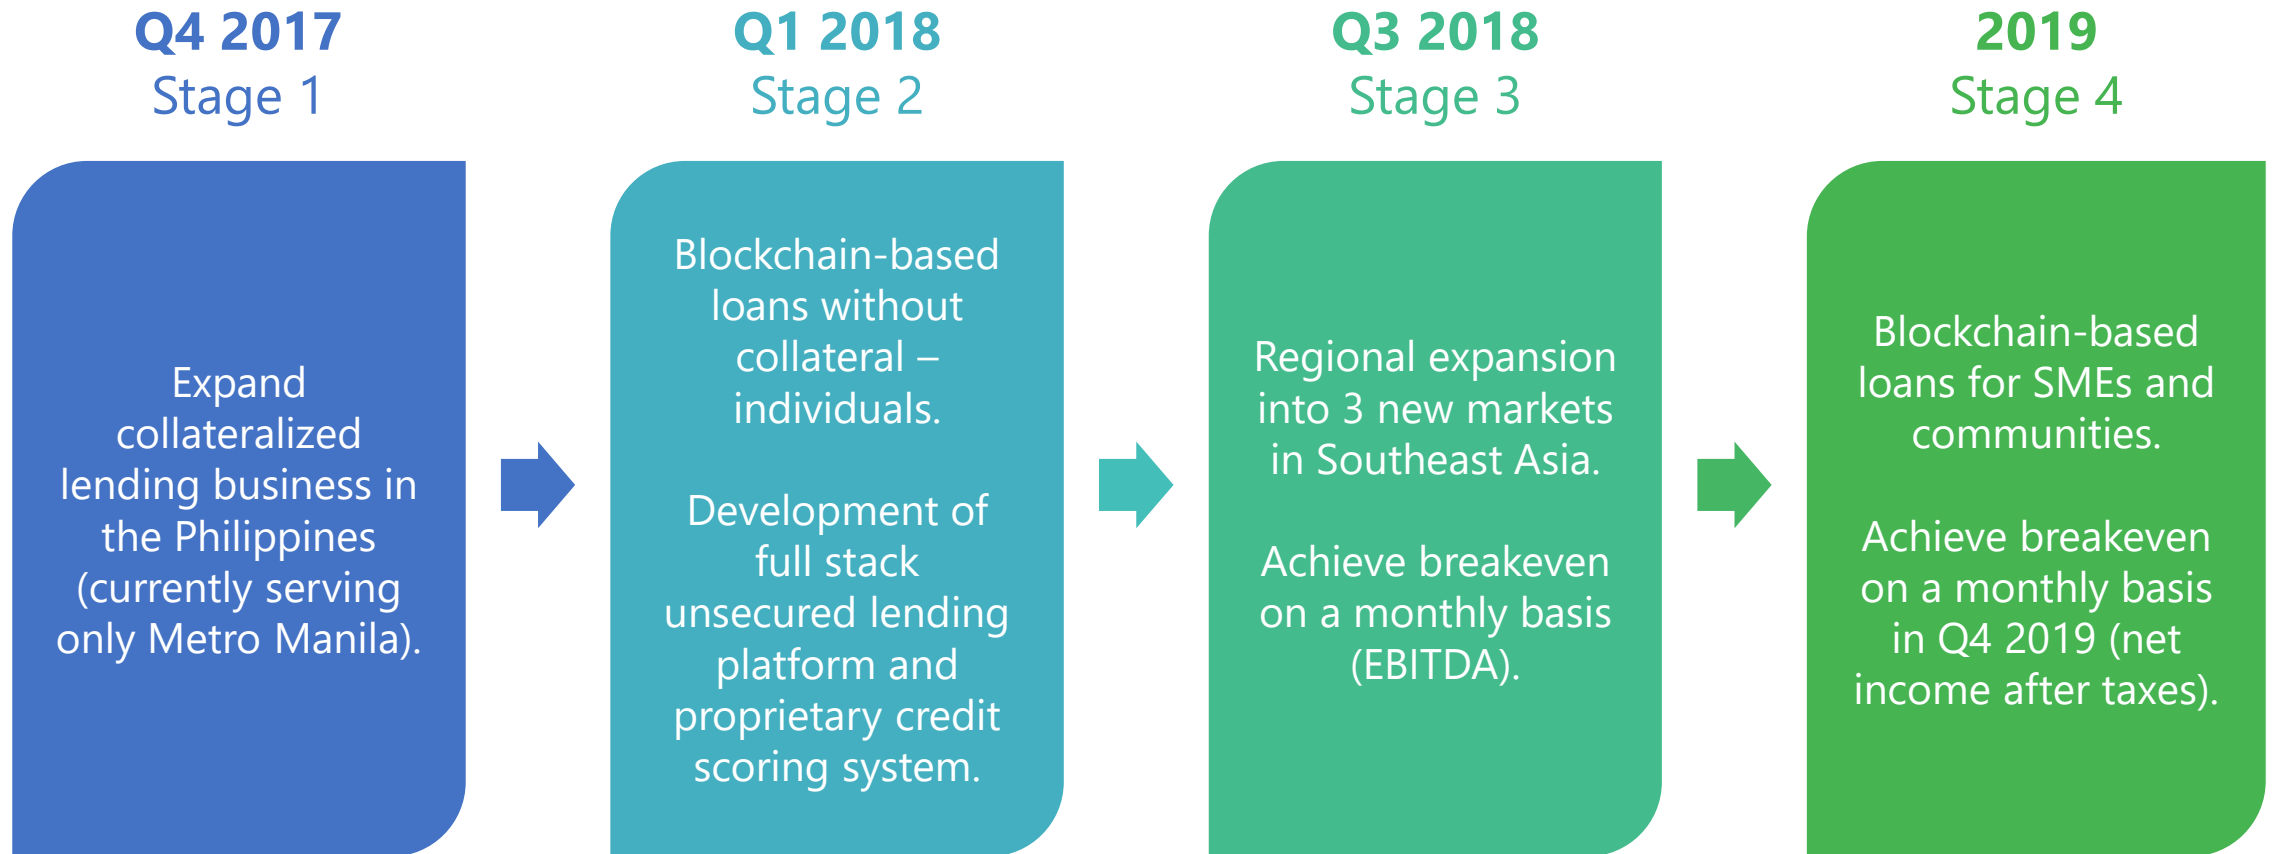 Q4 2017
Stage 1
Expand
collateralized
lending business in
the Philippines
(currently serving
only Metro Manila).
Q1 2018
Stage 2
Blockchain-based
loans without
collateral –
individuals.
Development of
full stack
unsecured lending
platform and
proprietary credit
scoring system.
Q3 2018
Stage 3
Regional expansion
into 3 new markets
in Southeast Asia.
Achieve breakeven
on a monthly basis
(EBITDA).
2019
Stage 4
Blockchain-based
loans for SMEs and
communities.
Achieve breakeven
on a monthly basis
in Q4 2019 (net
income after taxes).